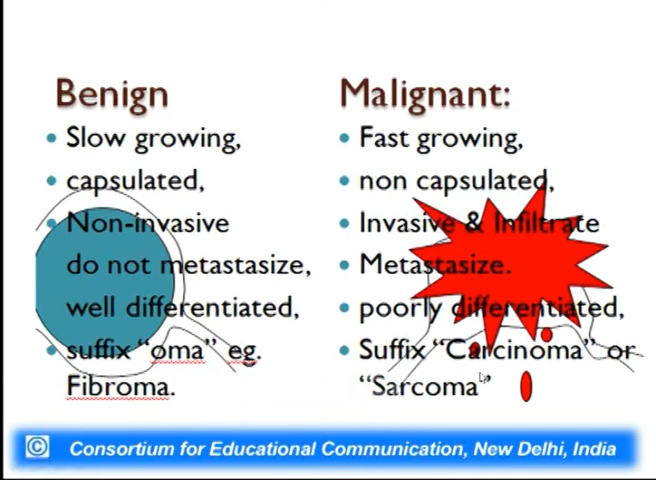 Benign
Slow growing,
capsulated,
Non-invasive
do not metastasize,
well differentiated,
suffix “oma” eg.
Fibroma.
Malignant:
Fast growing,
non capsulated,
Invasive & Infiltrate
Metastasize.
poorly differentiated,
Suffix “Carcinoma” or
“Sarcoma”
© Consortium for Educational Communication, New Delhi, India